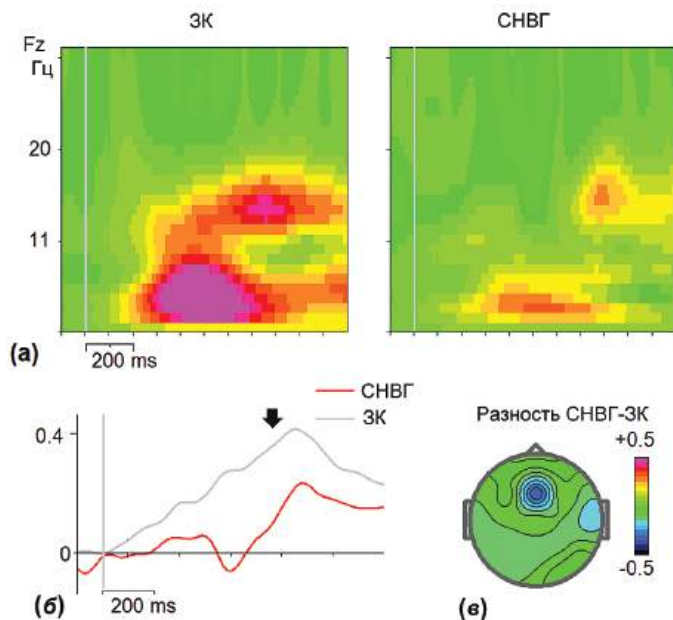 ЗК
СНВГ
Fz
Гц
20
11
(а)
200 ms
СНВГ
ЗК
0.4
0
(б)
200 ms
Разность СНВГ-ЗК
+0.5
-0.5
(в)